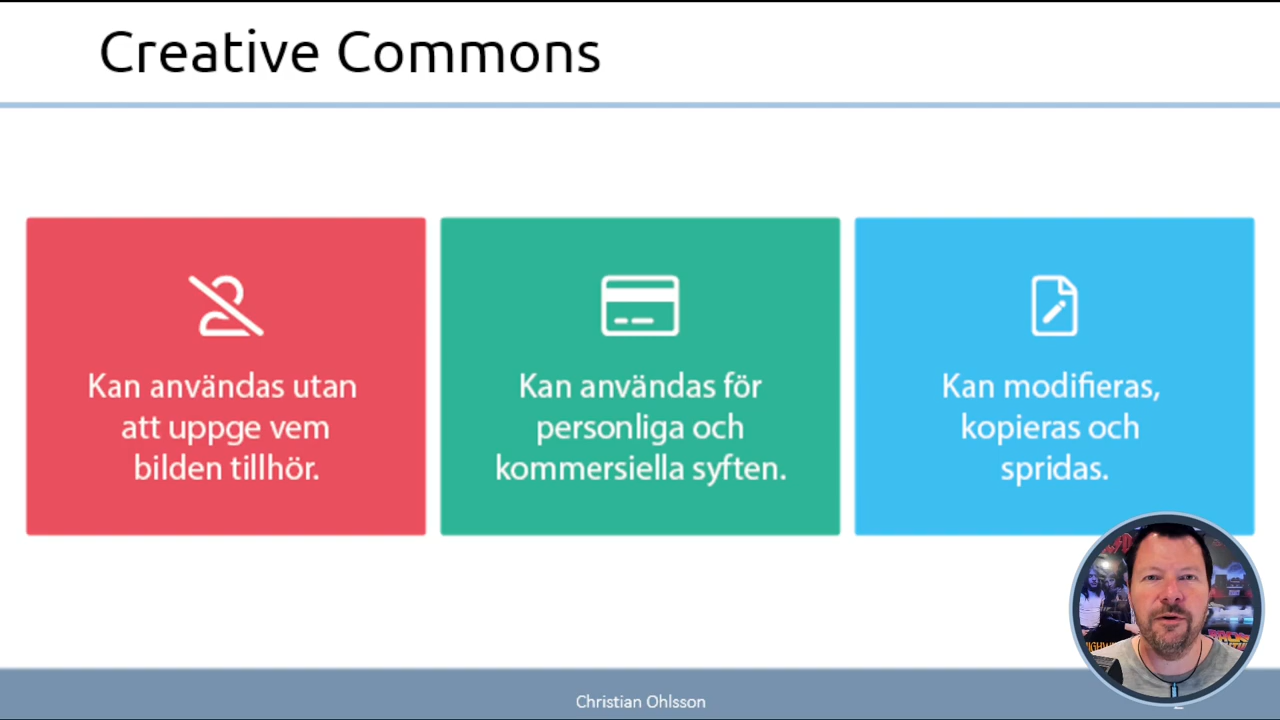 Creative Commons
Kan användas utan
att uppge vem
bilden tillhör.
Kan användas för
personliga och
kommersiella syften.
Kan modifieras,
kopieras och
spridas.
Christian Ohlsson